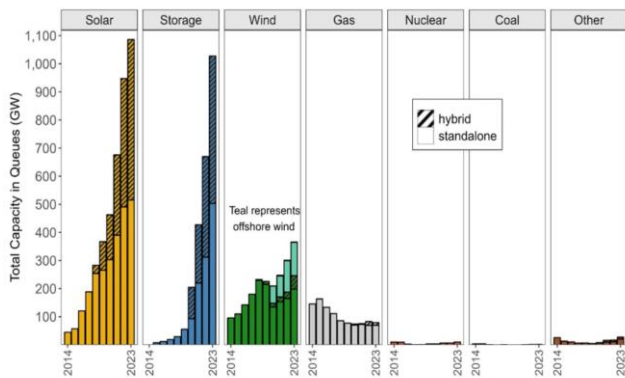 Solar Storage Wind Gas Nuclear Coal Other
Total Capacity in Queues (GW)
1,100
1,000
900
800
700
600
500
400
300
200
100
hybrid
standalone
Teal represents
offshore wind
2014 2023 2014 2023 2014 2023 2014 2023 2014 2023 2014 2023 2014 2023